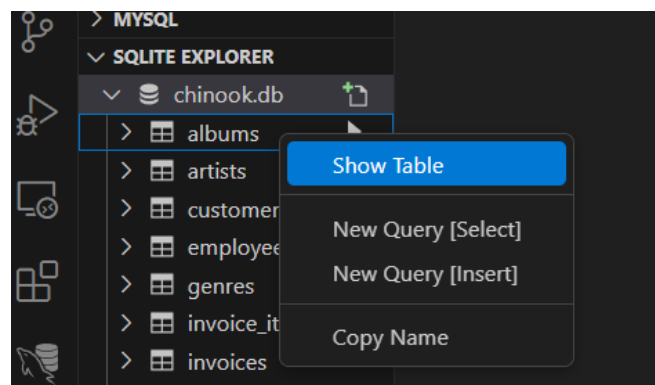 MYSQL
SQLITE EXPLORER
chinook.db
albums
artists
customer
employee
genres
invoice_it
invoices
Show Table
New Query [Select]
New Query [Insert]
Copy Name